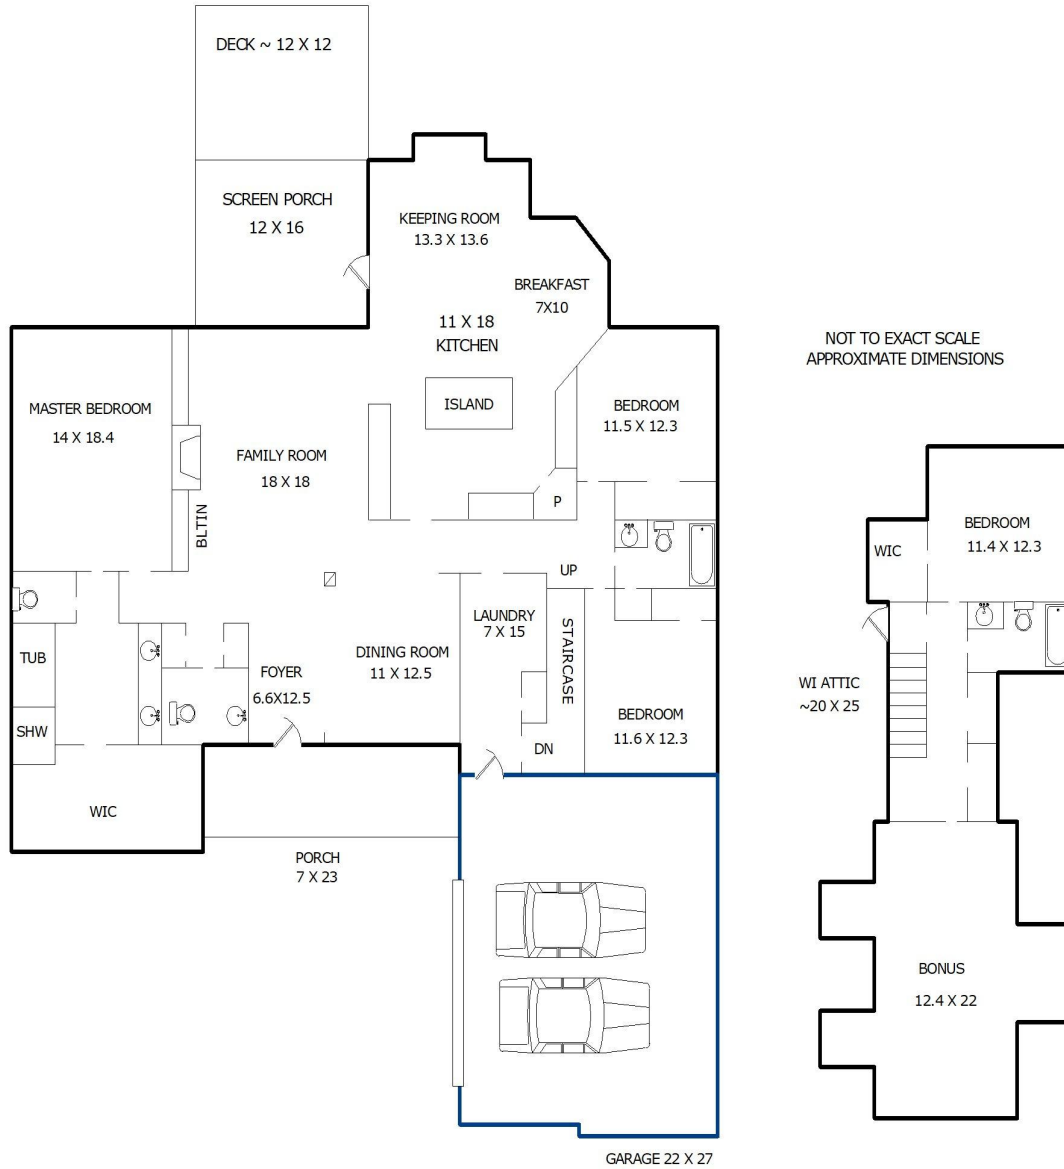 DECK ~ 12 X 12
SCREEN PORCH
12 X 16
KEEPING ROOM
13.3 X 13.6
BREAKFAST
7X10
11 X 18
KITCHEN
ISLAND
MASTER BEDROOM
14 X 18.4
FAMILY ROOM
18 X 18
BLTIN
BEDROOM
11.5 X 12.3
P
UP
LAUNDRY
7 X 15
STAIRCASE
DN
TUB
SHW
WIC
FOYER
6.6X12.5
DINING ROOM
11 X 12.5
BEDROOM
11.6 X 12.3
PORCH
7 X 23
GARAGE 22 X 27
NOT TO EXACT SCALE
APPROXIMATE DIMENSIONS
BEDROOM
11.4 X 12.3
WIC
WI ATTIC
~20 X 25
BONUS
12.4 X 22